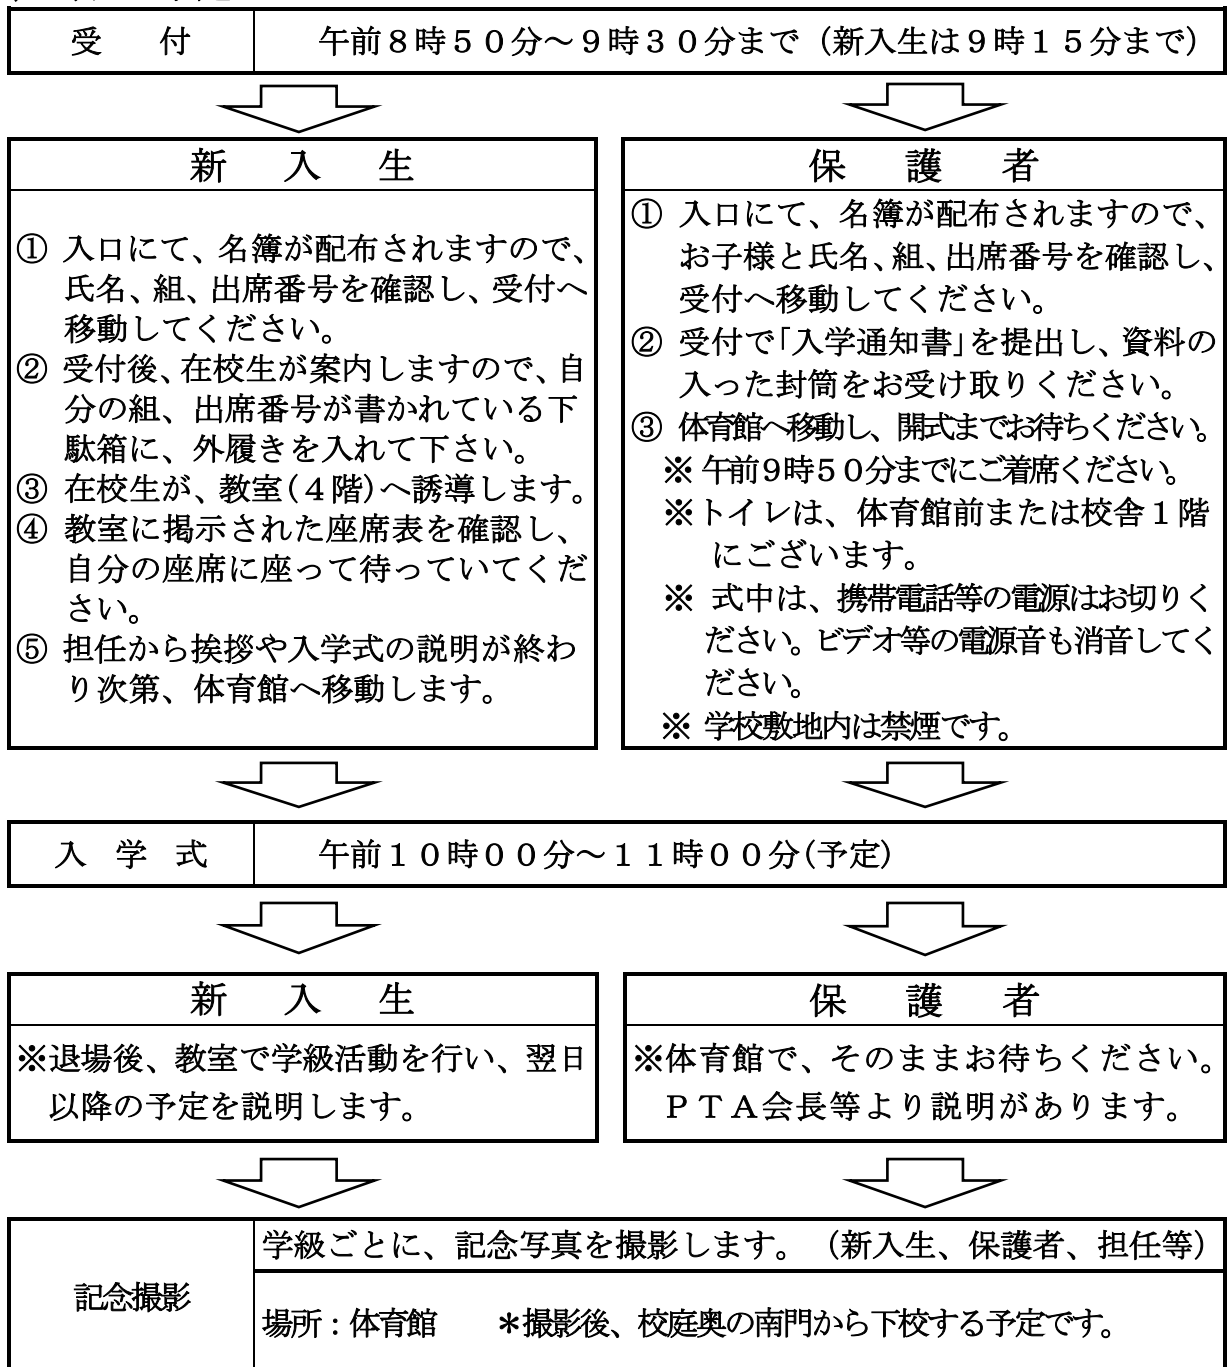 受　付　午前８時５０分～９時３０分まで（新入生は９時１５分まで）
新　入　生
① 入口にて、名簿が配布されますので、
氏名、組、出席番号を確認し、受付へ
移動してください。
② 受付後、在校生が案内しますので、自
分の組、出席番号が書かれている下
駄箱に、外履きを入れて下さい。
③ 在校生が、教室（４階）へ誘導します。
④ 教室に掲示された座席表を確認し、
自分の座席に座って待っていてくだ
さい。
⑤ 担任から挨拶や入学式の説明が終わ
り次第、体育館へ移動します。
保　護　者
① 入口にて、名簿が配布されますので、
お子様と氏名、組、出席番号を確認し、
受付へ移動してください。
② 受付で「入学通知書」を提出し、資料の
入った封筒をお受け取りください。
③ 体育館へ移動し、開式までお待ちください。
※ 午前９時５０分までにご着席ください。
※トイレは、体育館前または校舎１階
にございます。
※ 式中は、携帯電話等の電源はお切りく
ださい。ビデオ等の電源音も消音してく
ださい。
※ 学校敷地内は禁煙です。
入　学　式　午前１０時００分～１１時００分（予定）
新　入　生
※退場後、教室で学級活動を行い、翌日
以降の予定を説明します。
保　護　者
※体育館で、そのままお待ちください。
ＰＴＡ会長等より説明があります。
記念撮影
学級ごとに、記念写真を撮影します。（新入生、保護者、担任等）
場所：体育館　　＊撮影後、校庭奥の南門から下校する予定です。